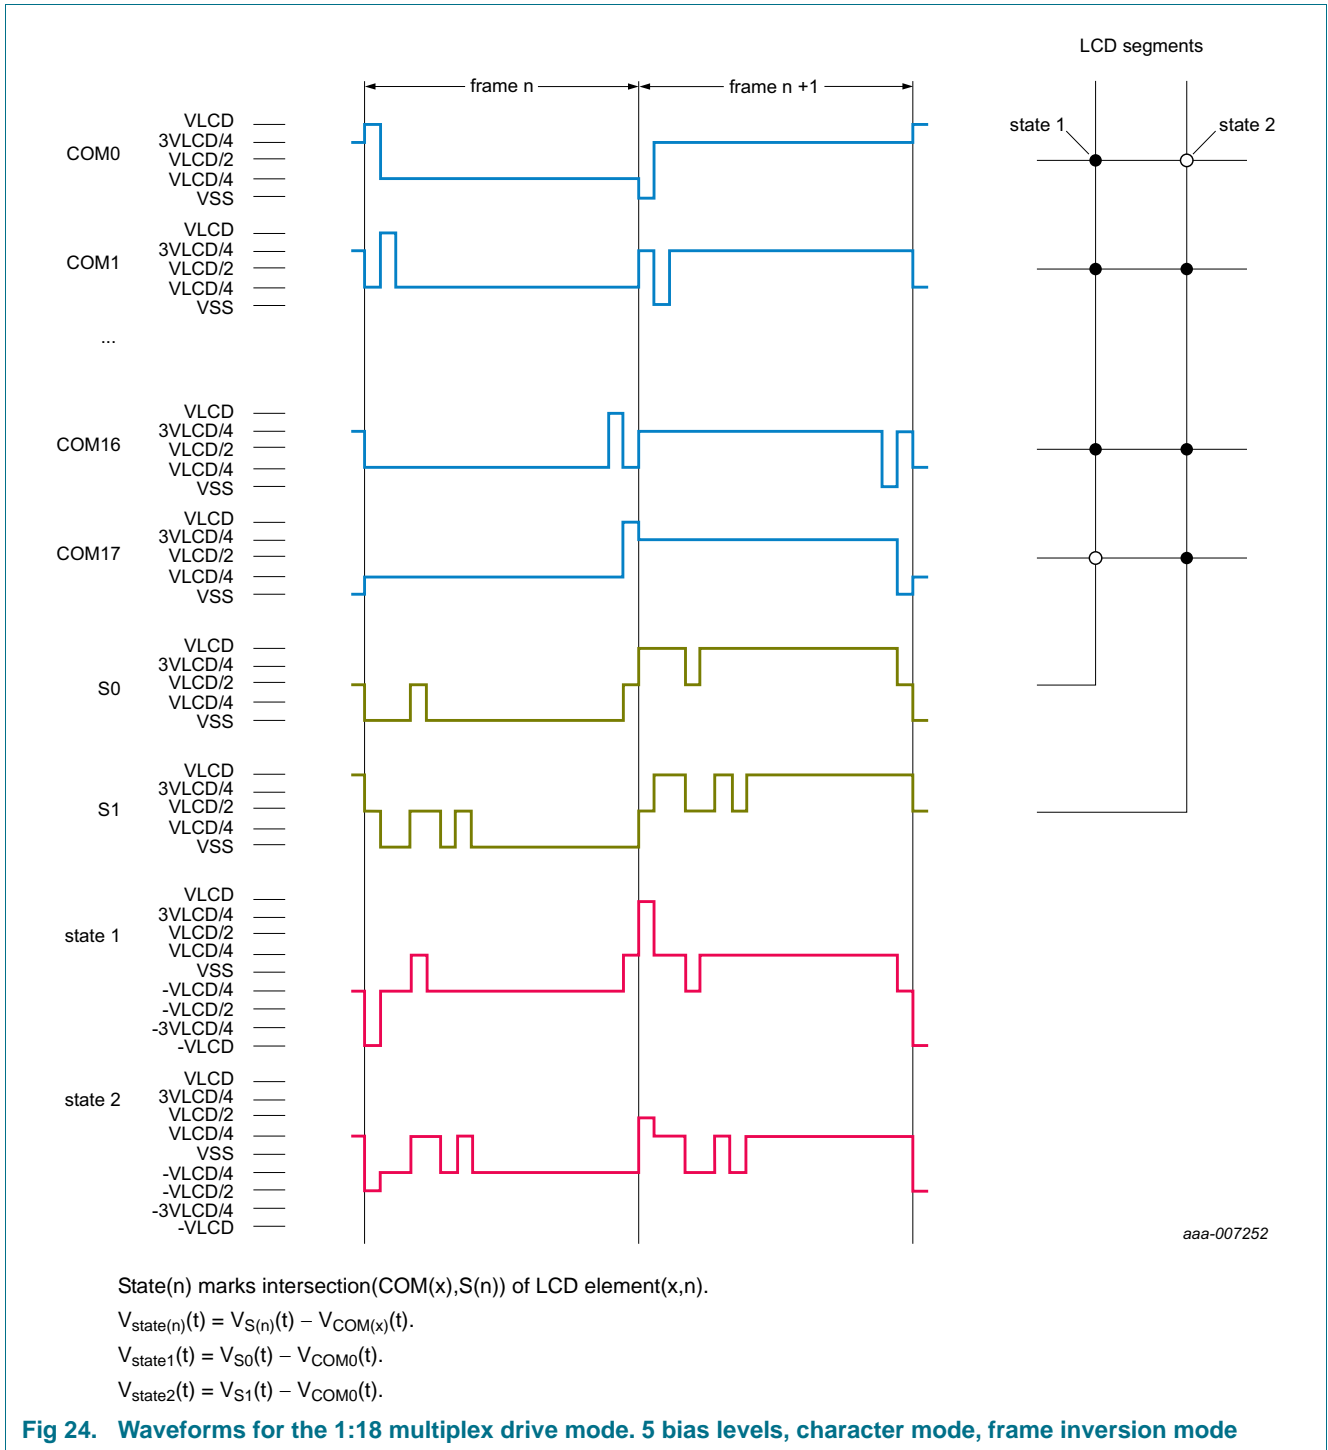 LCD segments
frame n
frame n +1
state 1
state 2
COM0
VLCD
3VLCD/4
VLCD/2
VLCD/4
VSS
COM1
VLCD
3VLCD/4
VLCD/2
VLCD/4
VSS
...
COM16
VLCD
3VLCD/4
VLCD/2
VLCD/4
VSS
COM17
VLCD
3VLCD/4
VLCD/2
VLCD/4
VSS
S0
VLCD
3VLCD/4
VLCD/2
VLCD/4
VSS
S1
VLCD
3VLCD/4
VLCD/2
VLCD/4
VSS
state 1
VLCD
3VLCD/4
VLCD/2
VLCD/4
VSS
-VLCD/4
-VLCD/2
-3VLCD/4
-VLCD
state 2
VLCD
3VLCD/4
VLCD/2
VLCD/4
VSS
-VLCD/4
-VLCD/2
-3VLCD/4
-VLCD
aaa-007252
State(n) marks intersection(COM(x),S(n)) of LCD element(x,n).
Vstate(n)(t) = VS(n)(t) − VCOM(x)(t).
Vstate1(t) = VS0(t) − VCOM0(t).
Vstate2(t) = VS1(t) − VCOM0(t).
Fig 24. Waveforms for the 1:18 multiplex drive mode. 5 bias levels, character mode, frame inversion mode